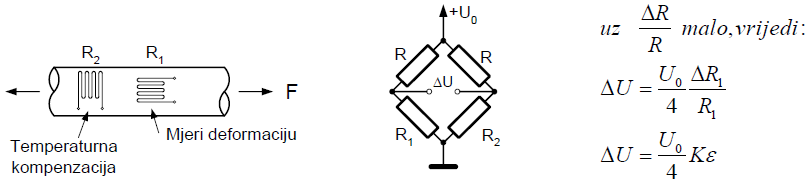 R2 R1
F
Temperaturna
kompenzacija
Mjeri deformaciju
+U0
R R
ΔU
R1 R2
uz ΔR/R malo, vrijedi:
ΔU = U0/4 ΔR1/R1
ΔU = U0/4 Kε